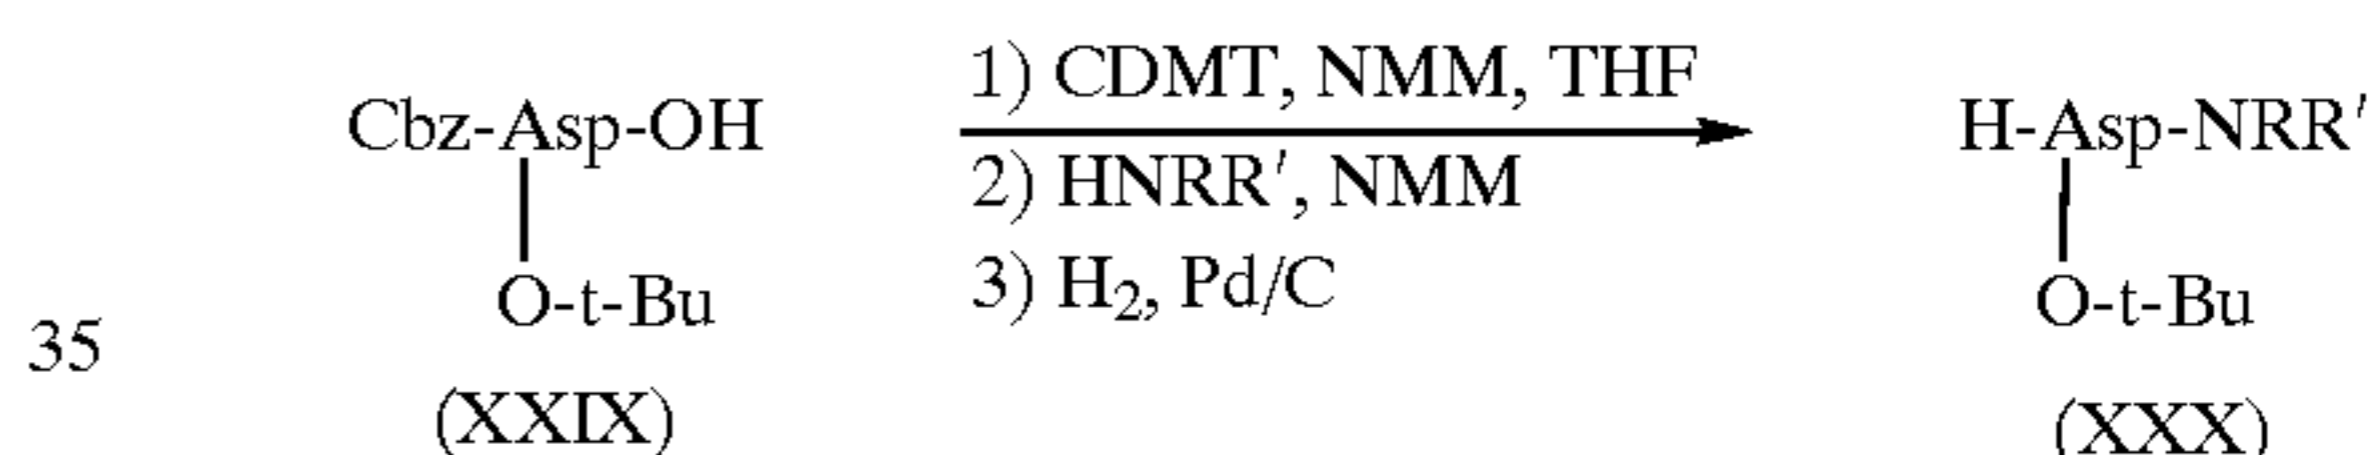 1) CDMT, NMM, THF
Cbz-Asp-OH
H-Asp-NRR′
2) HNRR′, NMM
3) H₂, Pd/C
O-t-Bu
O-t-Bu
35
(XXIX)
(XXX)